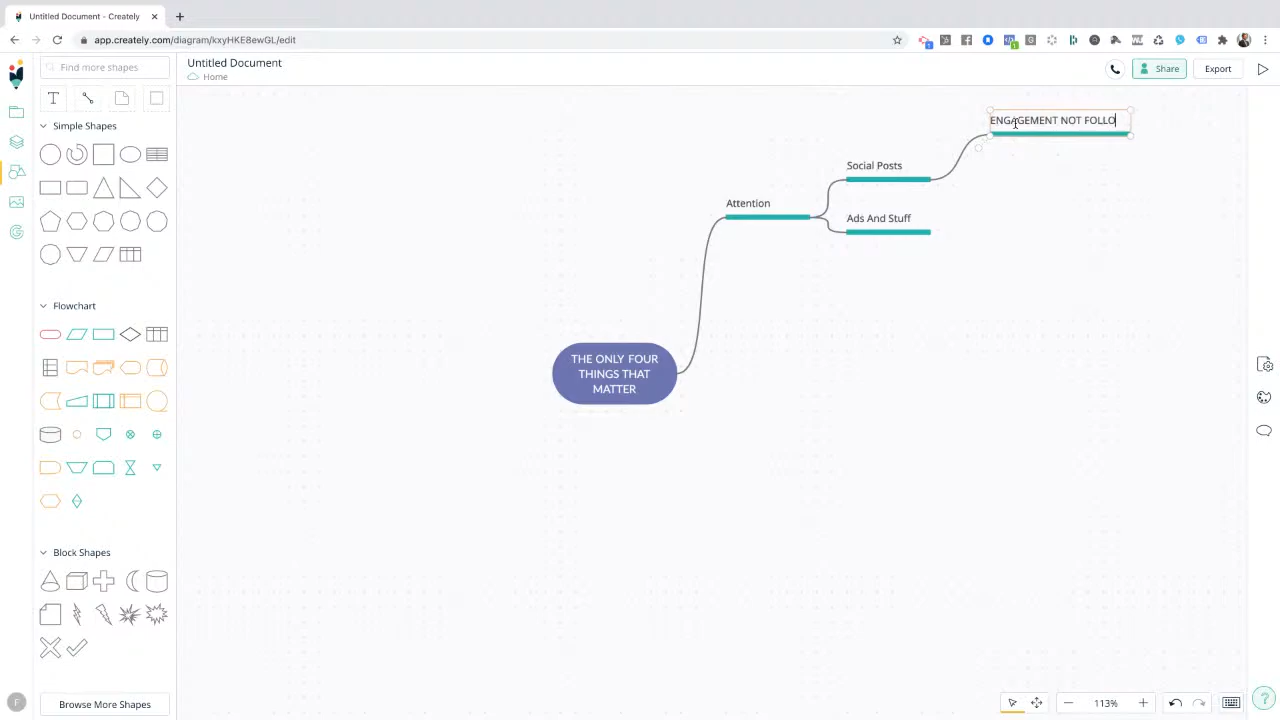 Untitled Document - Creately
app.creately.com/diagram/kxyHKE8ewGL/edit
Find more shapes
Untitled Document
Home
Share
Export
T
Simple Shapes
Flowchart
Block Shapes
Browse More Shapes
F
ENGAGEMENT NOT FOLLO
Social Posts
Attention
Ads And Stuff
THE ONLY FOUR
THINGS THAT
MATTER
113%
?